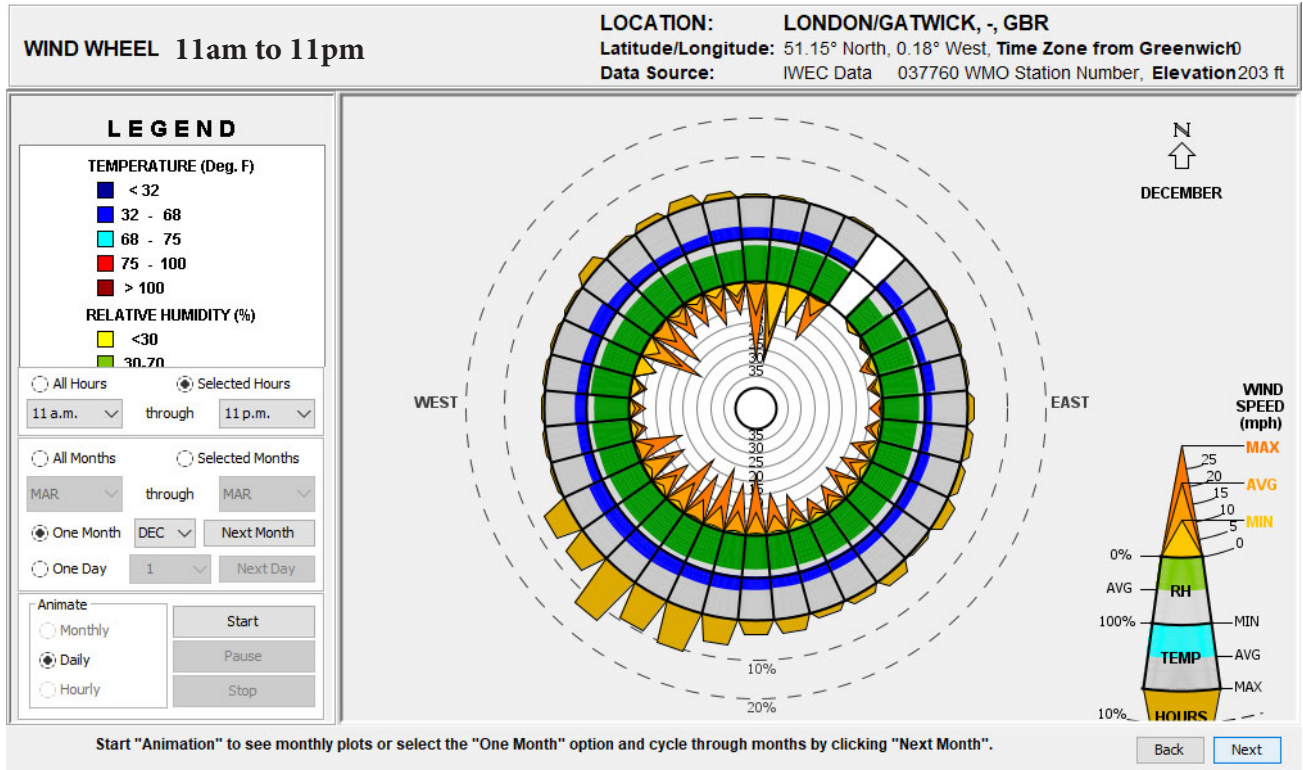 WIND WHEEL 11am to 11pm
LOCATION: LONDON/GATWICK, -, GBR
Latitude/Longitude: 51.15° North, 0.18° West, Time Zone from Greenwich 0
Data Source: IWEC Data 037760 WMO Station Number, Elevation 203 ft
LEGEND
TEMPERATURE (Deg. F)
< 32
32 - 68
68 - 75
75 - 100
> 100
RELATIVE HUMIDITY (%)
<30
30-70
All Hours Selected Hours
11 a.m. through 11 p.m.
All Months Selected Months
MAR through MAR
One Month DEC Next Month
One Day 1 Next Day
Animate
Monthly
Daily
Hourly
Start
Pause
Stop
N
DECEMBER
WEST
EAST
30
35
35
30
25
20
15
10%
20%
WIND
SPEED
(mph)
MAX
25
20
AVG
15
10
MIN
5
0
0%
AVG
RH
100%
MIN
TEMP
AVG
MAX
10%
HOURS
Start "Animation" to see monthly plots or select the "One Month" option and cycle through months by clicking "Next Month".
Back Next